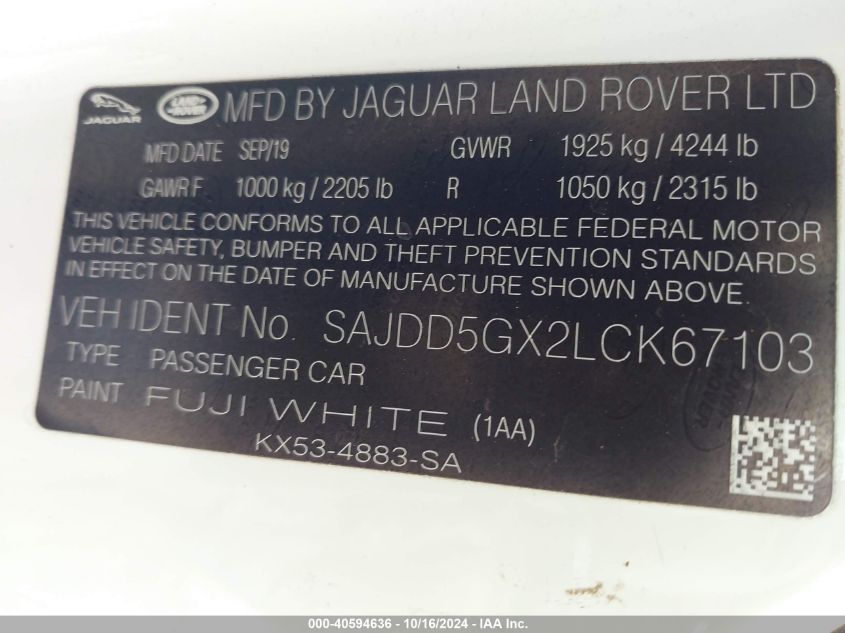 JAGUAR LAND ROVER MFD BY JAGUAR LAND ROVER LTD
MFD DATE SEP/19 GVWR 1925 kg / 4244 lb
GAWR F 1000 kg / 2205 lb R 1050 kg / 2315 lb
THIS VEHICLE CONFORMS TO ALL APPLICABLE FEDERAL MOTOR
VEHICLE SAFETY, BUMPER AND THEFT PREVENTION STANDARDS
IN EFFECT ON THE DATE OF MANUFACTURE SHOWN ABOVE.
VEH IDENT No. SAJDD5GX2LCK67103
TYPE PASSENGER CAR
PAINT FUJI WHITE (1AA)
KX53-4883-SA
000-40594636 - 10/16/2024 - IAA Inc.